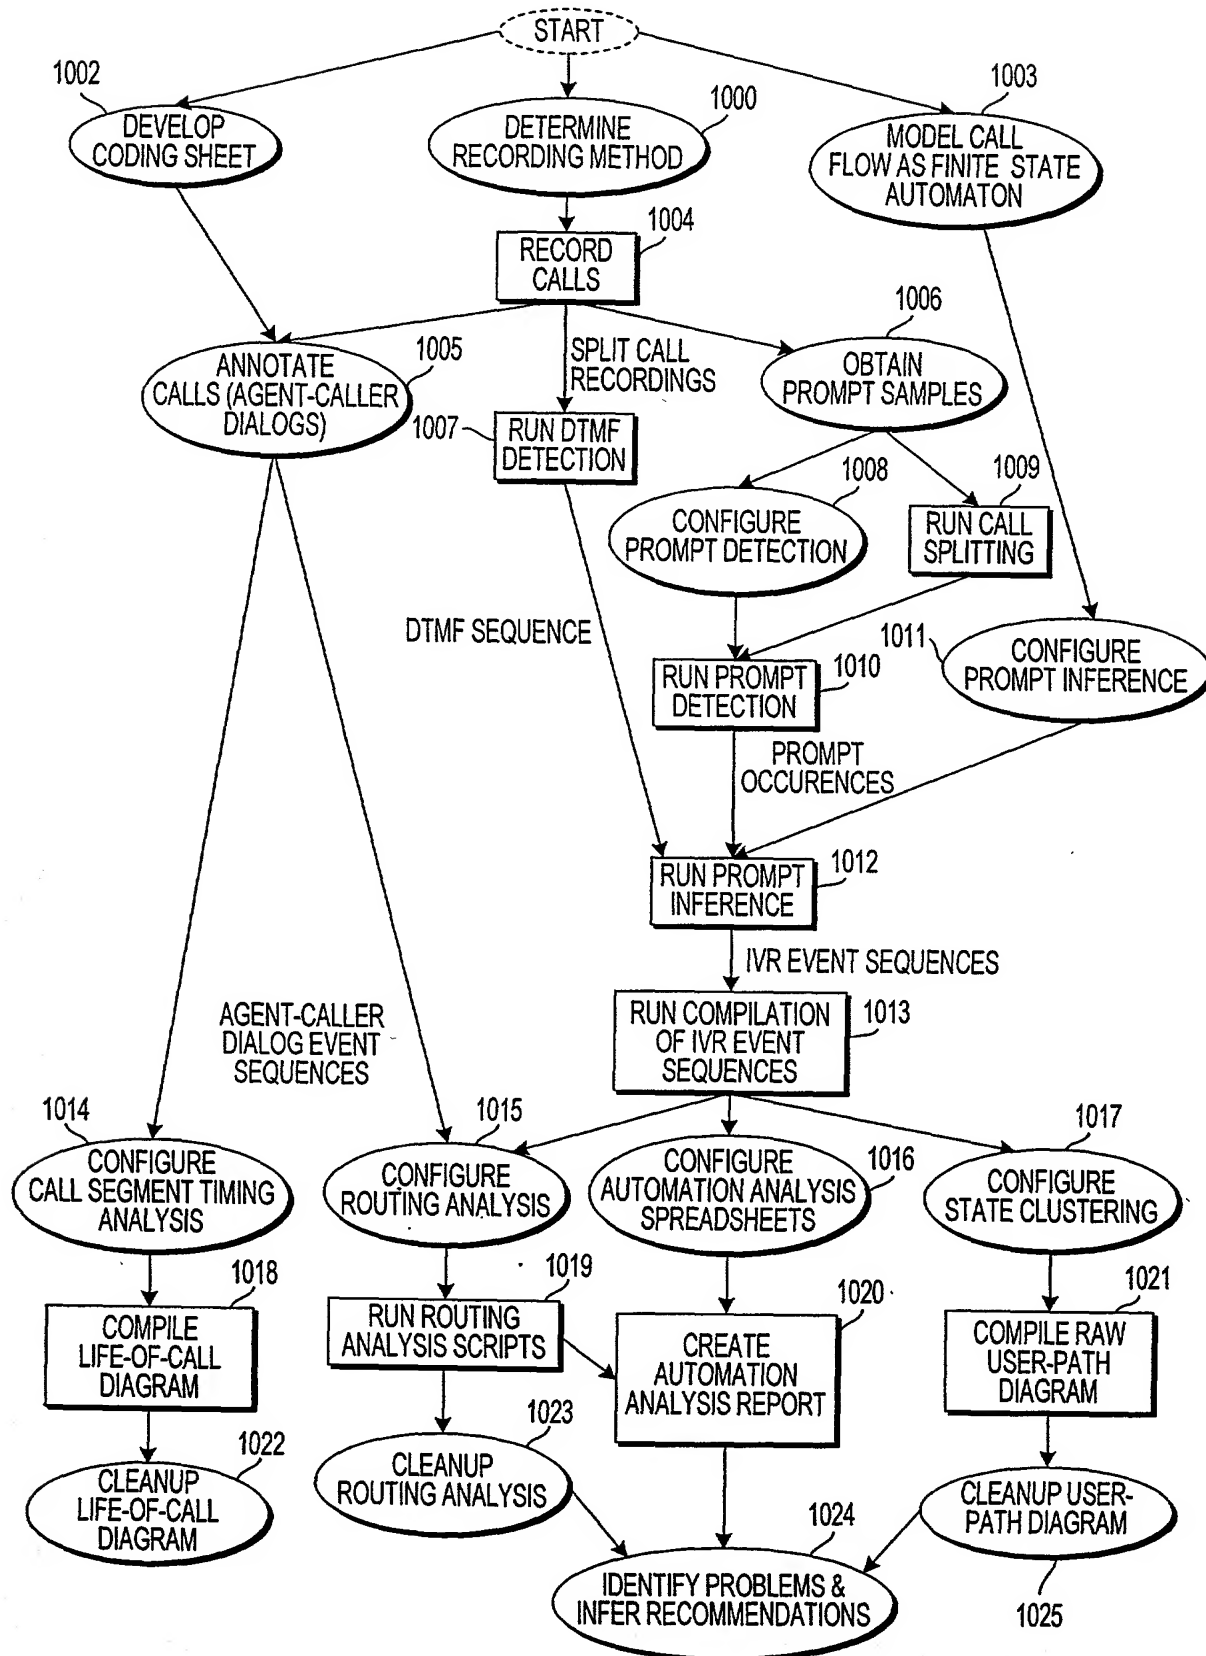 START
1002
DEVELOP
CODING SHEET
DETERMINE
RECORDING METHOD
1000
1003
MODEL CALL
FLOW AS FINITE STATE
AUTOMATON
RECORD
CALLS
1004
ANNOTATE
CALLS (AGENT-CALLER
DIALOGS)
1005
SPLIT CALL
RECORDINGS
1006
OBTAIN
PROMPT SAMPLES
1007
RUN DTMF
DETECTION
1008
CONFIGURE
PROMPT DETECTION
1009
RUN CALL
SPLITTING
DTMF SEQUENCE
RUN PROMPT
DETECTION
1010
1011
CONFIGURE
PROMPT INFERENCE
PROMPT
OCCURENCES
RUN PROMPT
INFERENCE
1012
IVR EVENT SEQUENCES
RUN COMPILATION
OF IVR EVENT
SEQUENCES
1013
AGENT-CALLER
DIALOG EVENT
SEQUENCES
1014
CONFIGURE
CALL SEGMENT TIMING
ANALYSIS
1015
CONFIGURE
ROUTING ANALYSIS
CONFIGURE
AUTOMATION ANALYSIS
SPREADSHEETS
1016
1017
CONFIGURE
STATE CLUSTERING
1018
COMPILE
LIFE-OF-CALL
DIAGRAM
1019
RUN ROUTING
ANALYSIS SCRIPTS
1020
CREATE
AUTOMATION
ANALYSIS REPORT
1021
COMPILE RAW
USER-PATH
DIAGRAM
1022
CLEANUP
LIFE-OF-CALL
DIAGRAM
1023
CLEANUP
ROUTING ANALYSIS
1024
IDENTIFY PROBLEMS &
INFER RECOMMENDATIONS
CLEANUP USER-
PATH DIAGRAM
1025